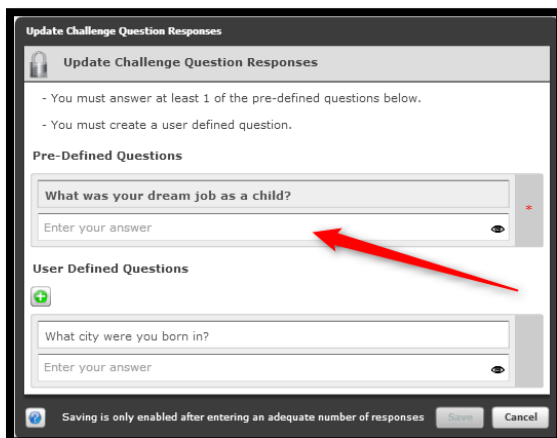 Update Challenge Question Responses
Update Challenge Question Responses
- You must answer at least 1 of the pre-defined questions below.
- You must create a user defined question.
Pre-Defined Questions
What was your dream job as a child?
*
Enter your answer
User Defined Questions
What city were you born in?
Enter your answer
Saving is only enabled after entering an adequate number of responses Save Cancel